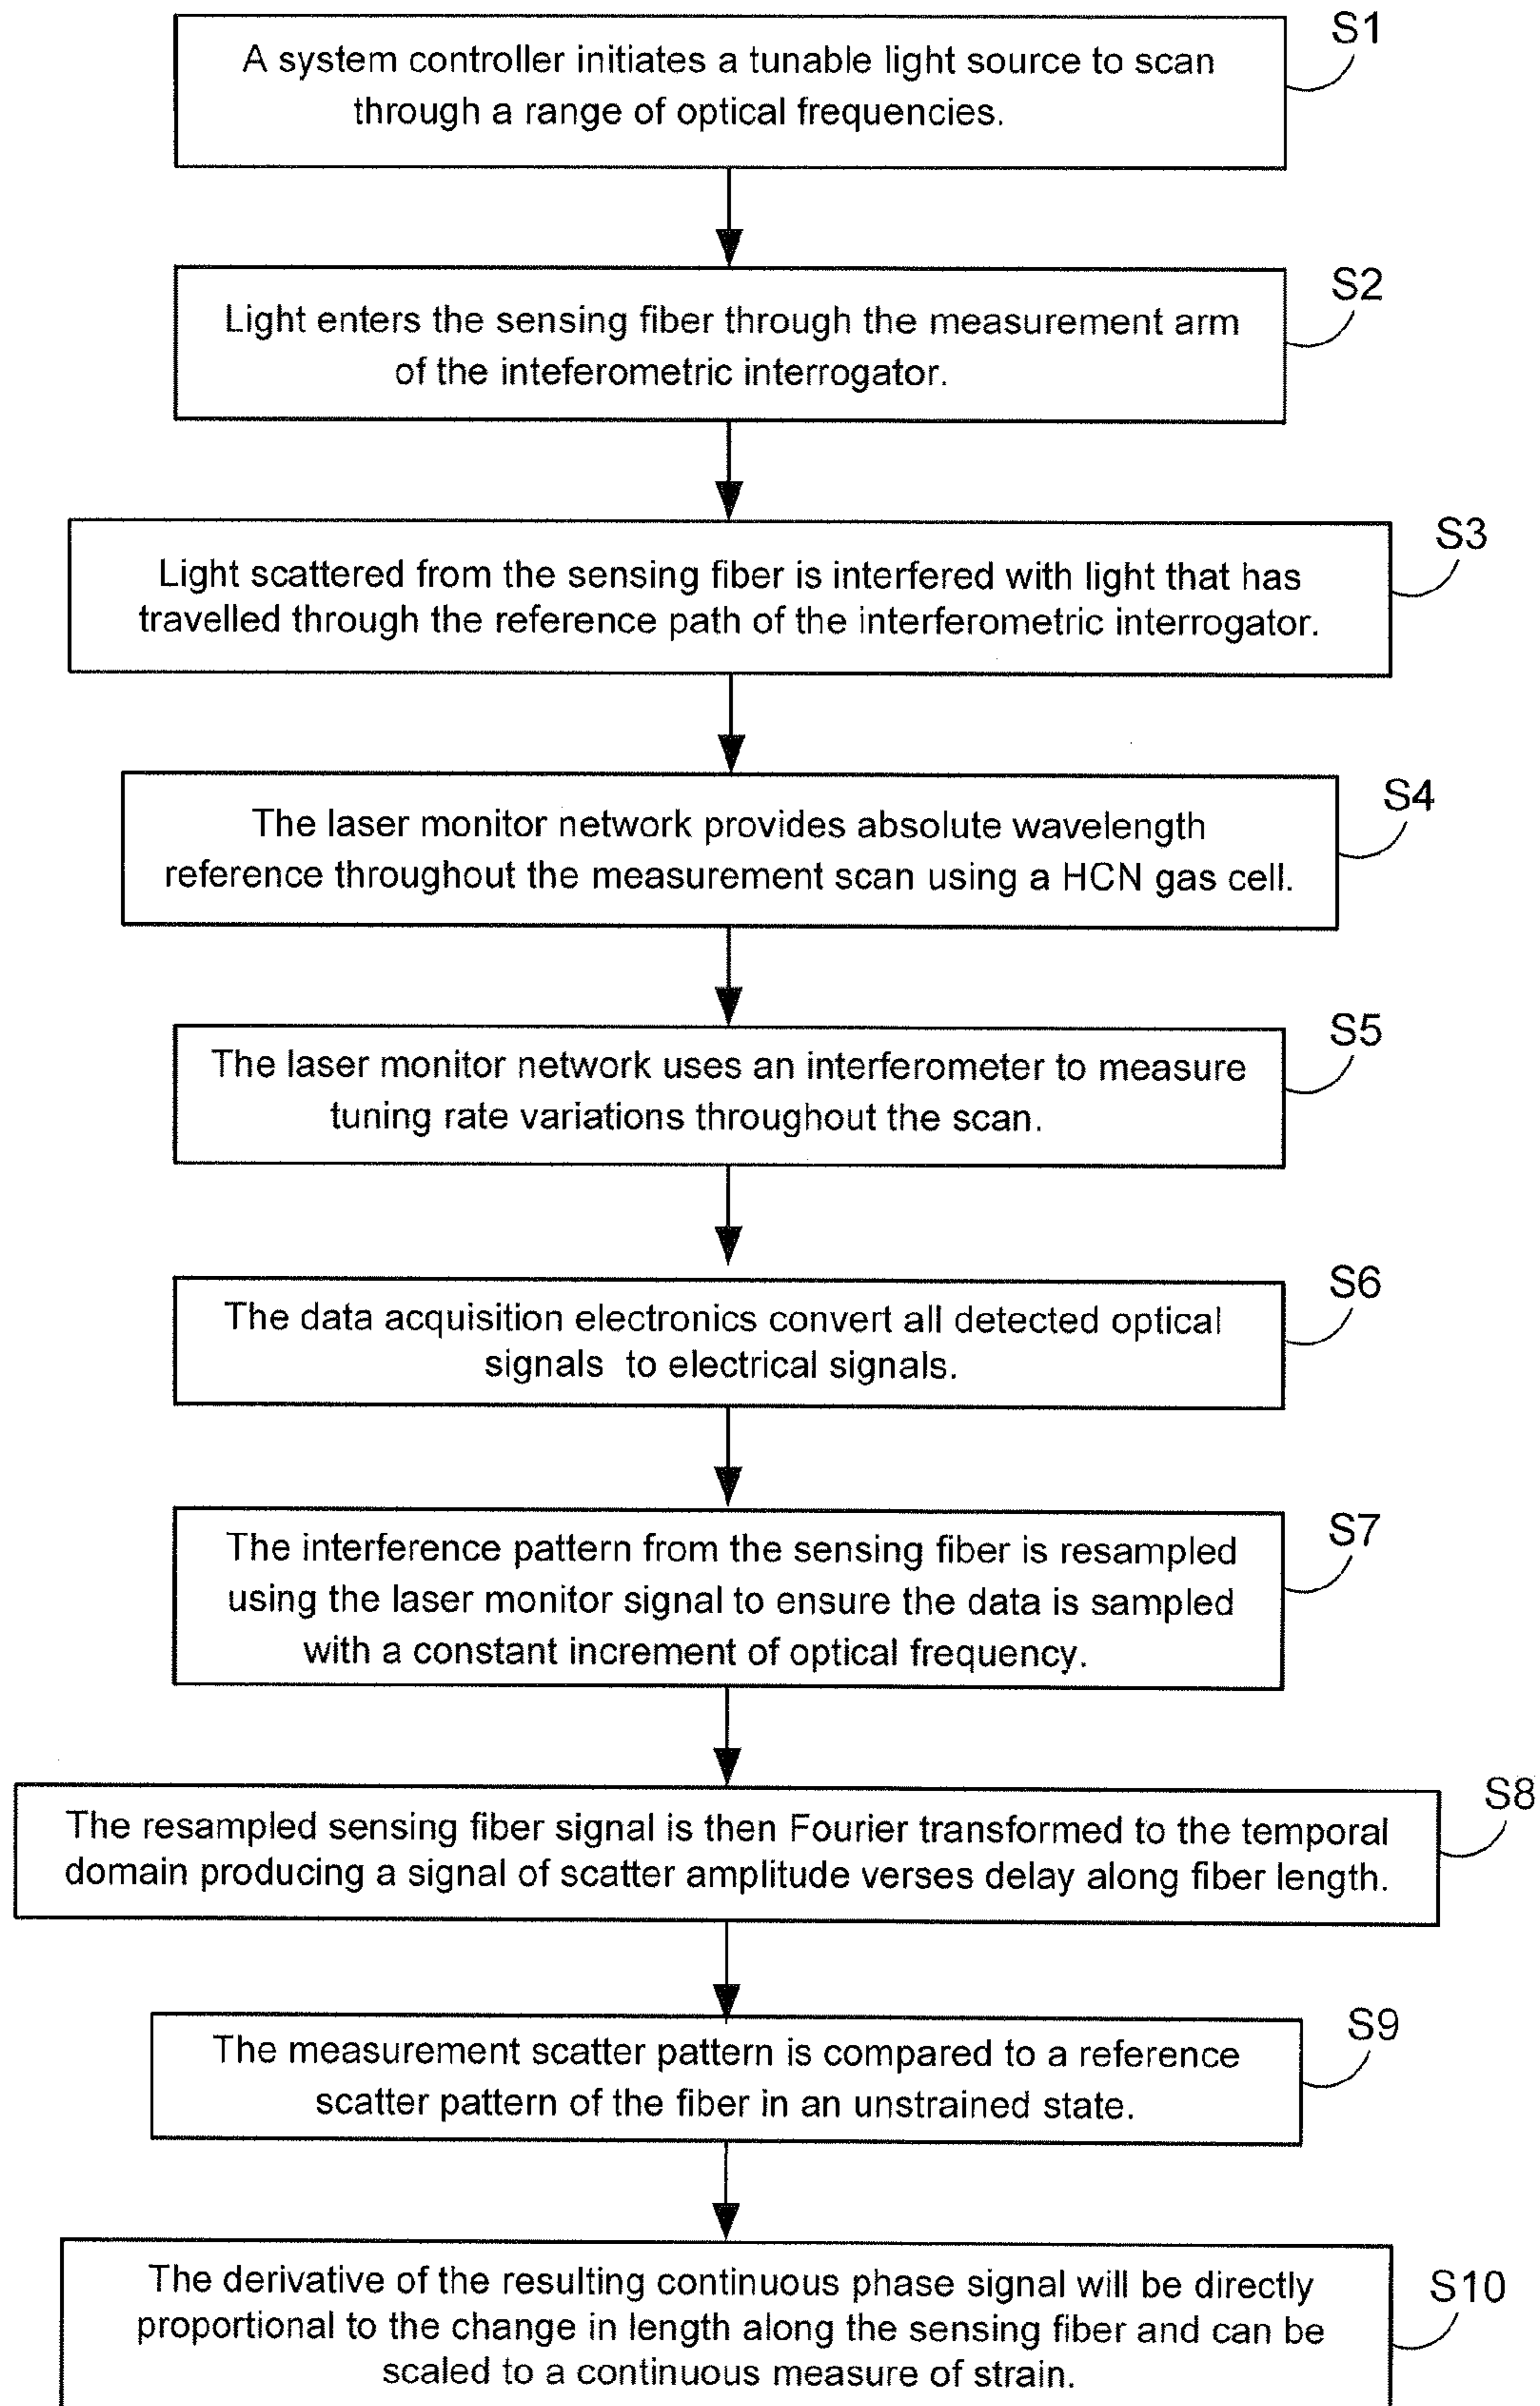 S1
A system controller initiates a tunable light source to scan
through a range of optical frequencies.
S2
Light enters the sensing fiber through the measurement arm
of the inteferometric interrogator.
S3
Light scattered from the sensing fiber is interfered with light that has
travelled through the reference path of the interferometric interrogator.
S4
The laser monitor network provides absolute wavelength
reference throughout the measurement scan using a HCN gas cell.
S5
The laser monitor network uses an interferometer to measure
tuning rate variations throughout the scan.
S6
The data acquisition electronics convert all detected optical
signals to electrical signals.
S7
The interference pattern from the sensing fiber is resampled
using the laser monitor signal to ensure the data is sampled
with a constant increment of optical frequency.
S8
The resampled sensing fiber signal is then Fourier transformed to the temporal
domain producing a signal of scatter amplitude verses delay along fiber length.
S9
The measurement scatter pattern is compared to a reference
scatter pattern of the fiber in an unstrained state.
S10
The derivative of the resulting continuous phase signal will be directly
proportional to the change in length along the sensing fiber and can be
scaled to a continuous measure of strain.